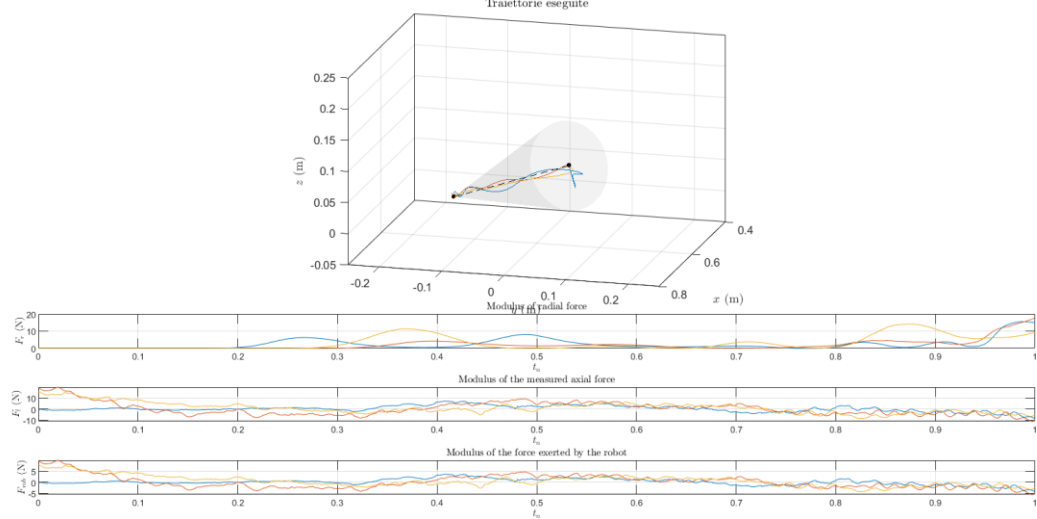 Traiettorie eseguite
0.25
0.2
0.15
0.1
0.05
0
-0.05
z (m)
-0.2
-0.1
0
0.1
0.2
y (m)
0.4
0.6
0.8
x (m)
Modulus of radial force
20
10
0
F_r (N)
0 0.1 0.2 0.3 0.4 0.5 0.6 0.7 0.8 0.9 1
t_n
Modulus of the measured axial force
10
0
-10
(N)
0 0.1 0.2 0.3 0.4 0.5 0.6 0.7 0.8 0.9 1
t_n
Modulus of the force exerted by the robot
5
0
-5
F_rob (N)
0 0.1 0.2 0.3 0.4 0.5 0.6 0.7 0.8 0.9 1
t_n